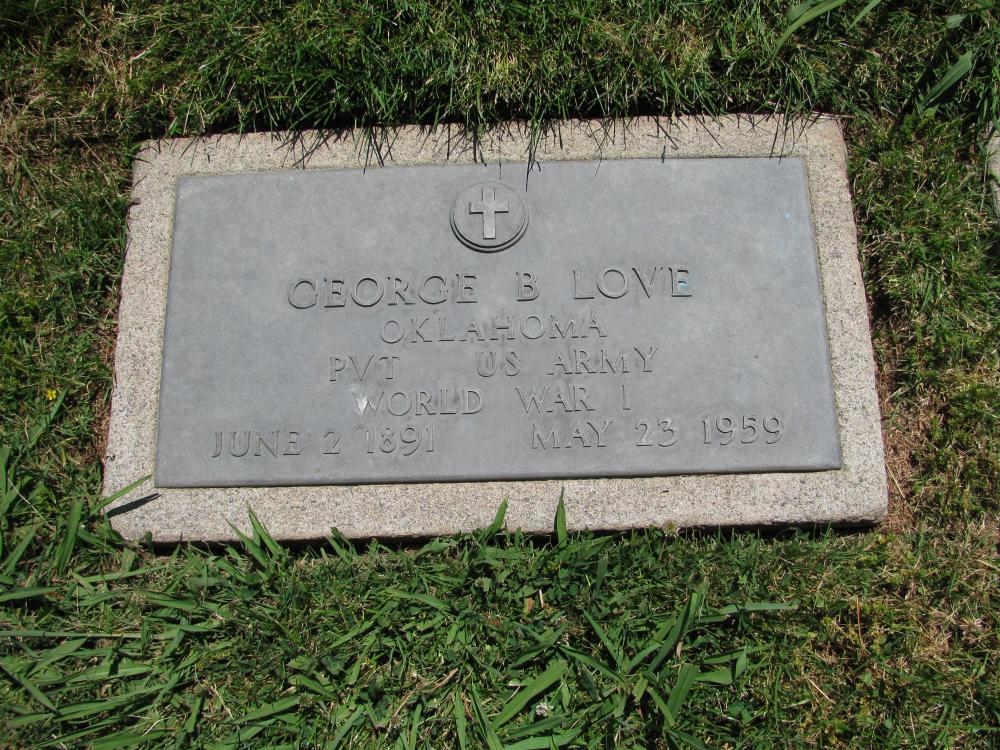 GEORGE B LOVE
OKLAHOMA
PVT US ARMY
WORLD WAR I
JUNE 2 1891 MAY 23 1959